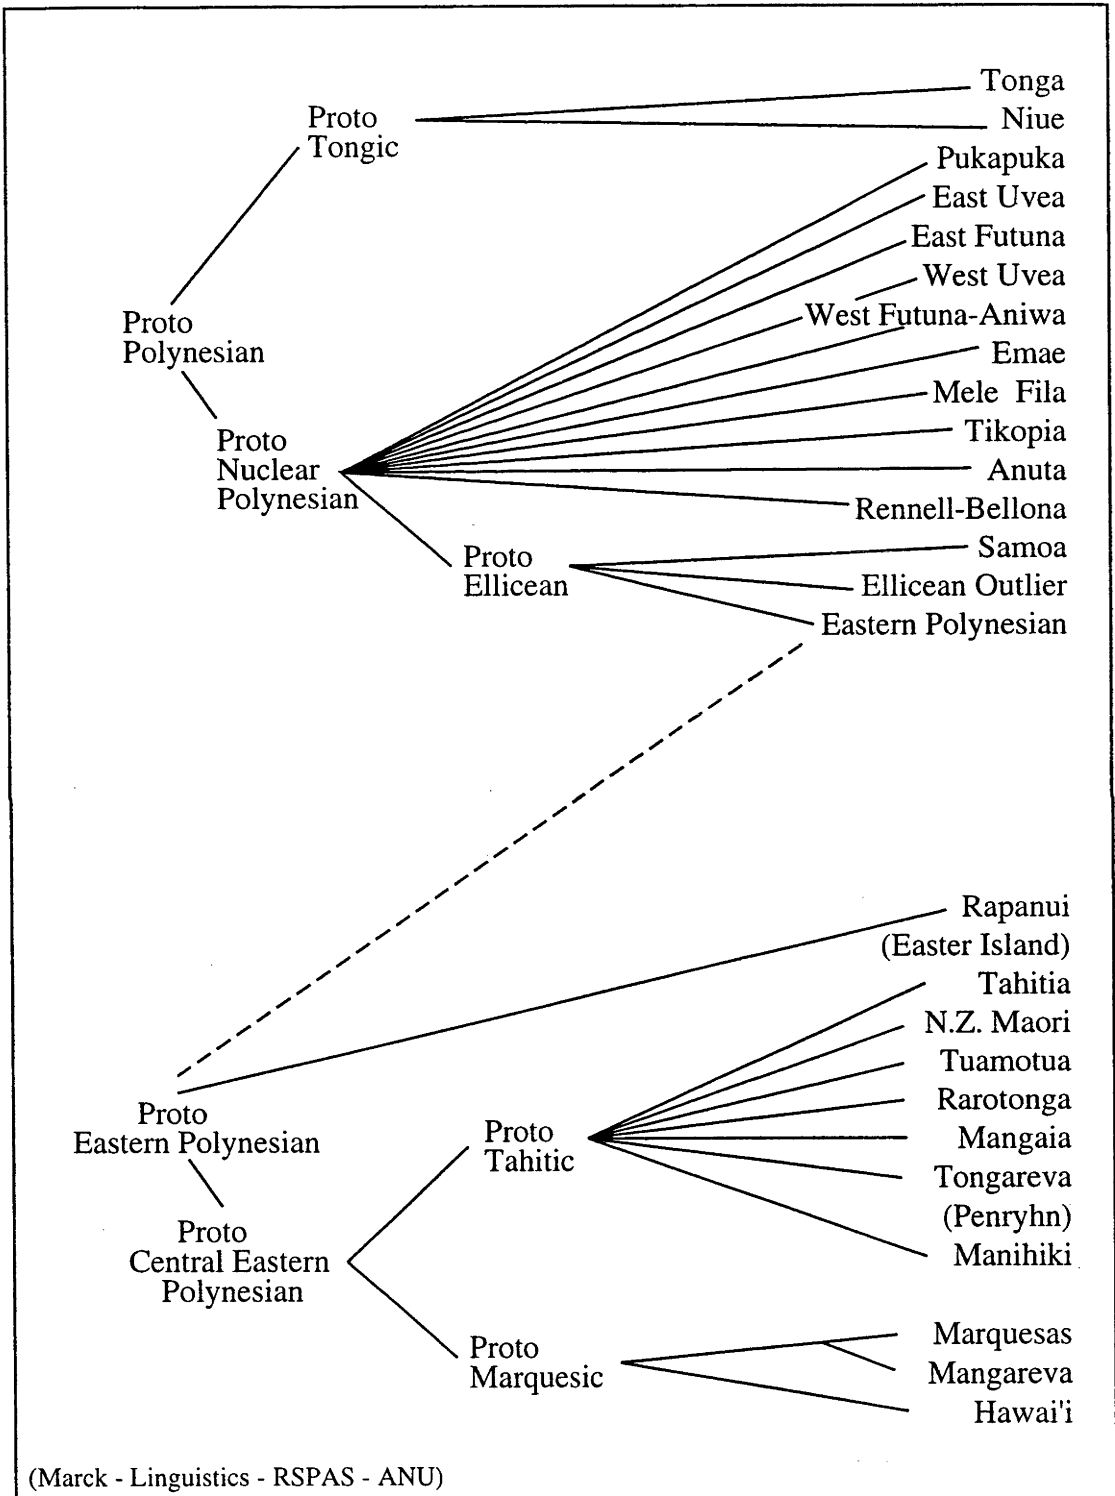 Tonga
Proto
Tongic
Niue
Pukapuka
East Uvea
East Futuna
West Uvea
Proto
Polynesian
West Futuna-Aniwa
Emae
Mele Fila
Proto
Nuclear
Polynesian
Tikopia
Anuta
Rennell-Bellona
Proto
Ellicean
Samoa
Ellicean Outlier
Eastern Polynesian
Rapanui
(Easter Island)
Tahitia
N.Z. Maori
Tuamotua
Rarotonga
Proto
Eastern Polynesian
Proto
Tahitic
Mangaia
Tongareva
(Penryhn)
Manihiki
Proto
Central Eastern
Polynesian
Proto
Marquesic
Marquesas
Mangareva
Hawai'i
(Marck - Linguistics - RSPAS - ANU)